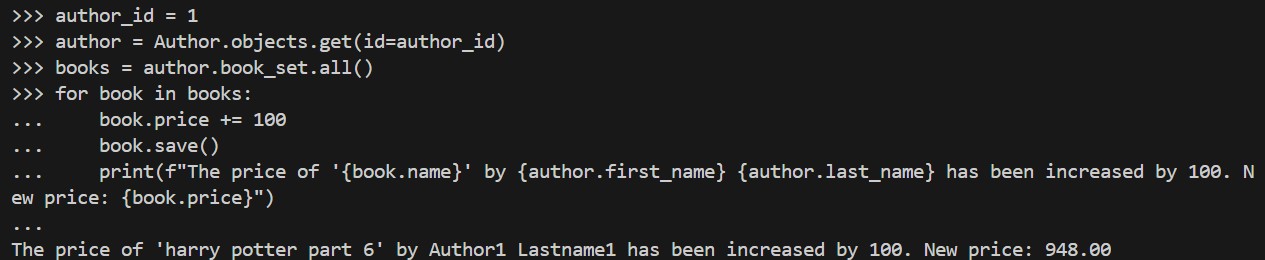 >>> author_id = 1
>>> author = Author.objects.get(id=author_id)
>>> books = author.book_set.all()
>>> for book in books:
...     book.price += 100
...     book.save()
...     print(f"The price of '{book.name}' by {author.first_name} {author.last_name} has been increased by 100. N
ew price: {book.price}")
...
The price of 'harry potter part 6' by Author1 Lastname1 has been increased by 100. New price: 948.00